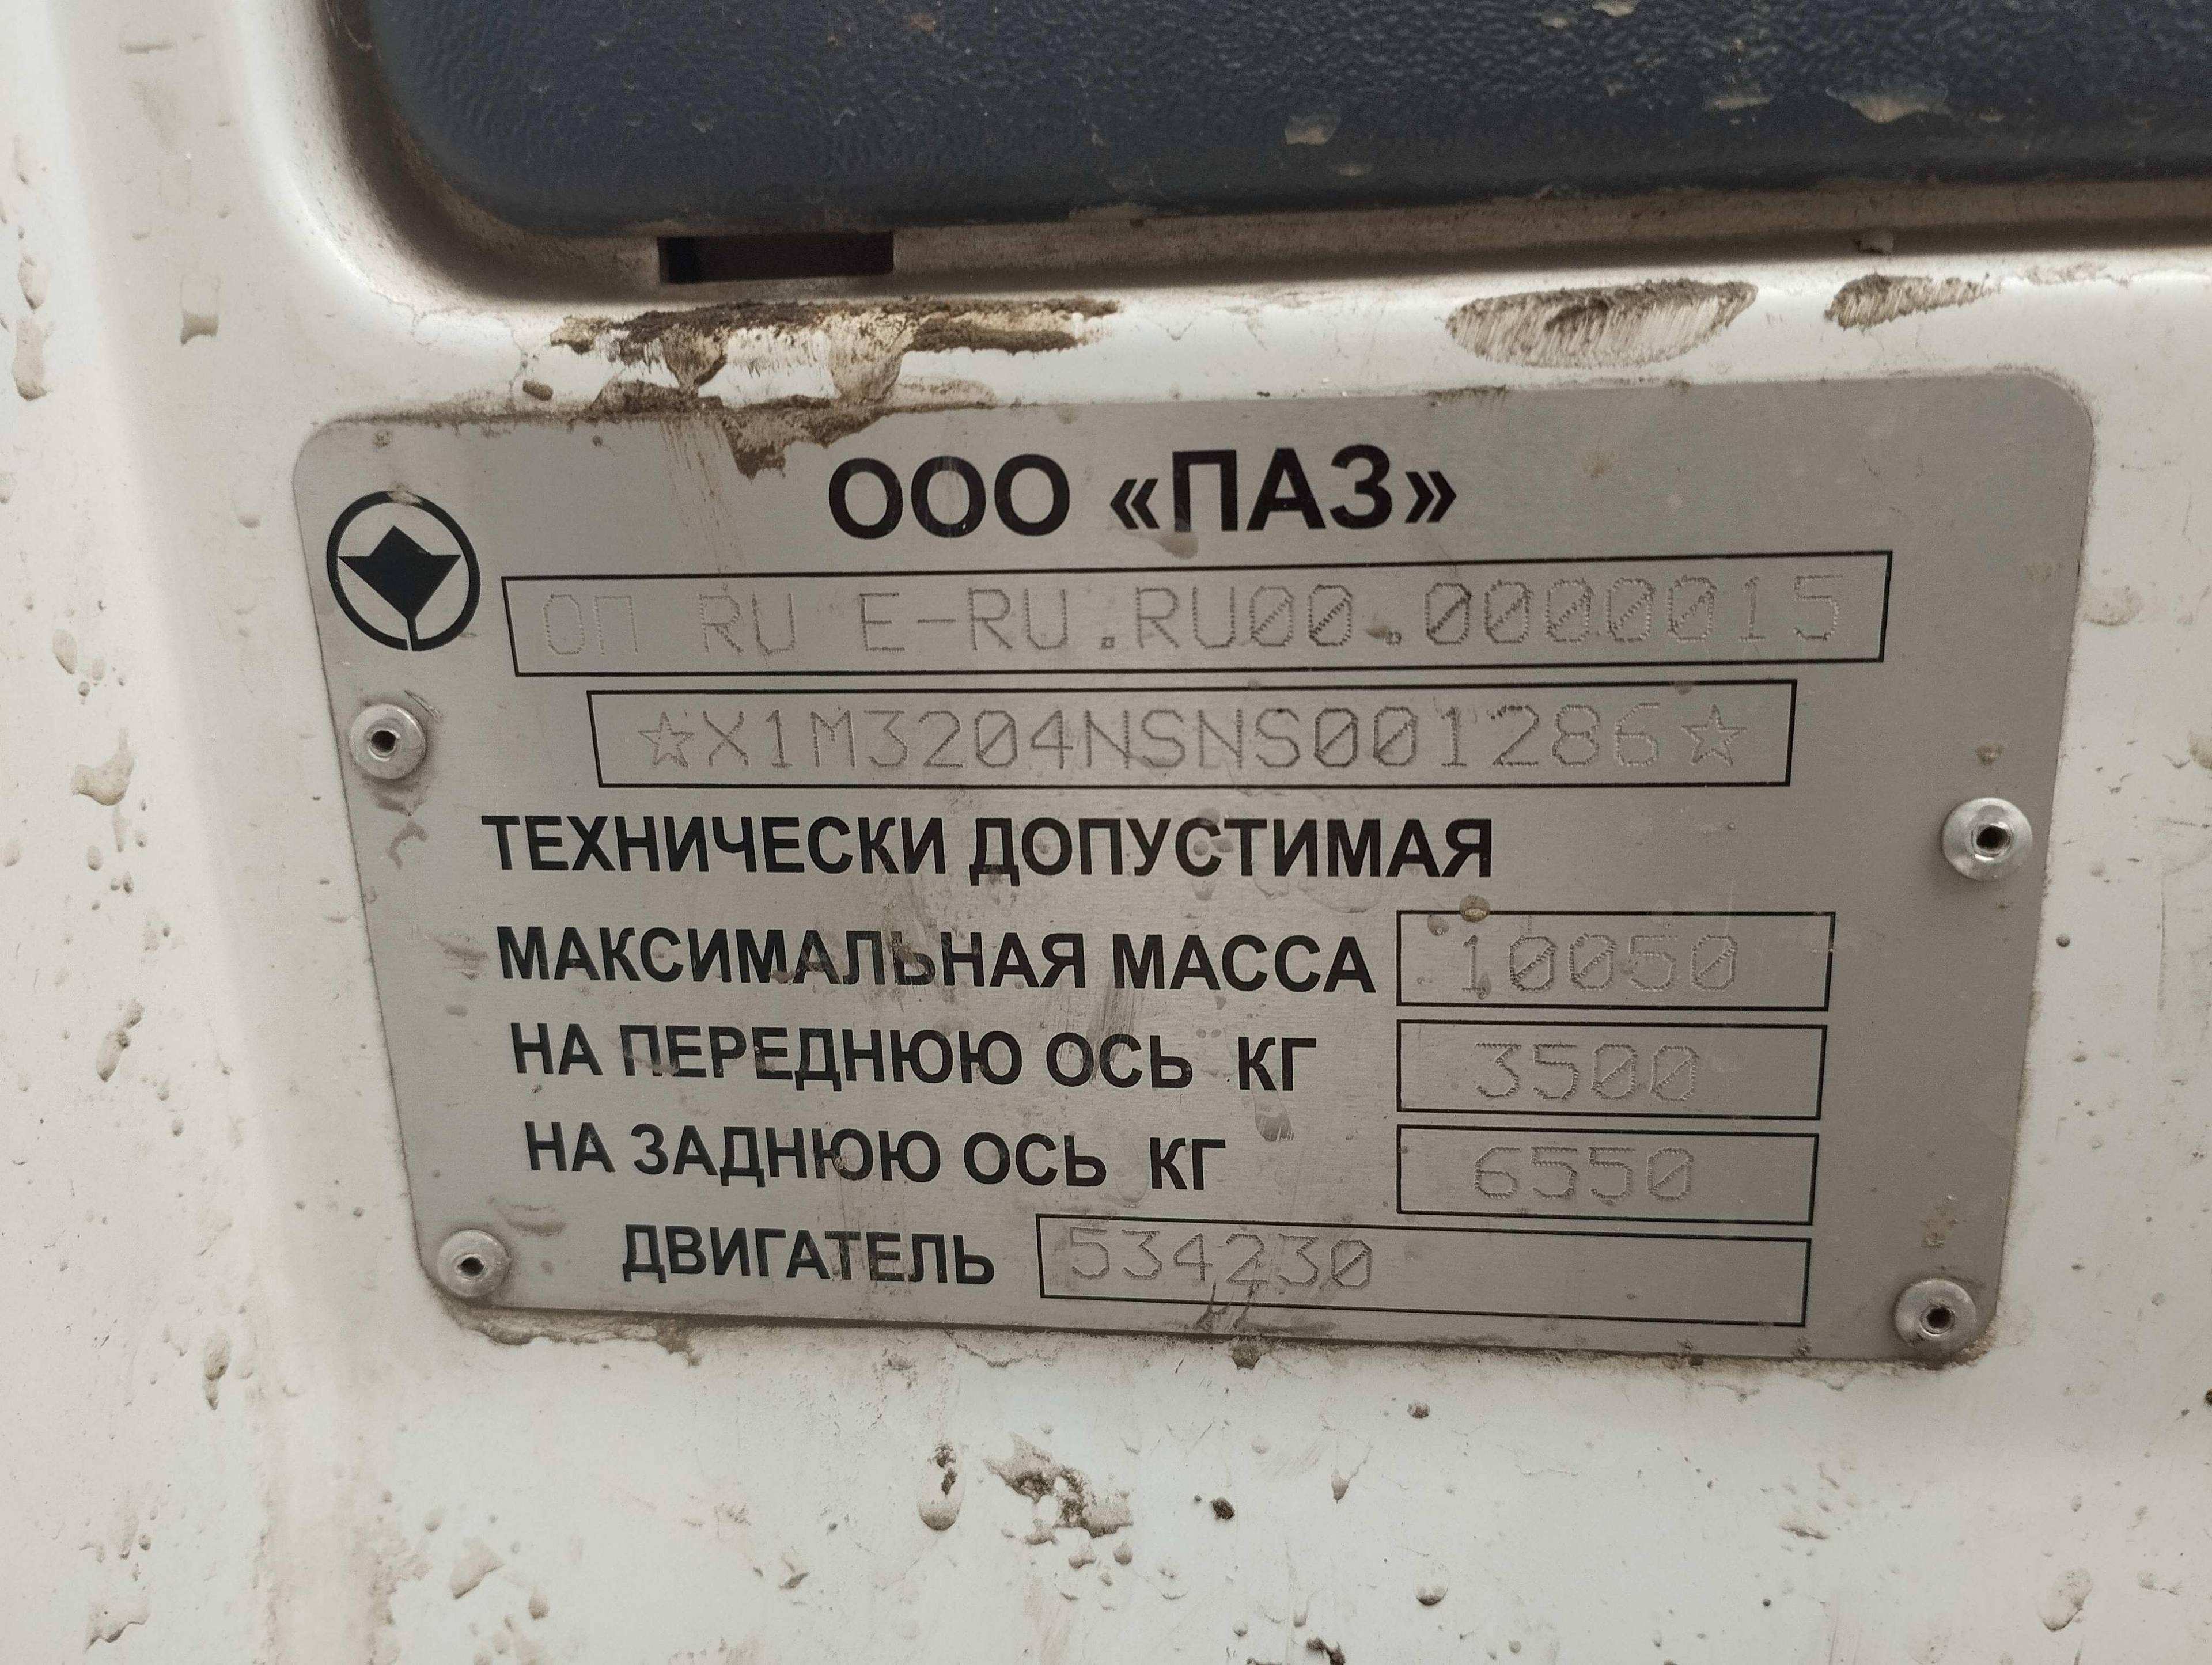 ООО «ПАЗ»
ОП RU E-RU.RU00.0000015
☆X1M3204NSNS001286☆
ТЕХНИЧЕСКИ ДОПУСТИМАЯ
МАКСИМАЛЬНАЯ МАССА 10050
НА ПЕРЕДНЮЮ ОСЬ КГ 3500
НА ЗАДНЮЮ ОСЬ КГ 6550
ДВИГАТЕЛЬ 534230